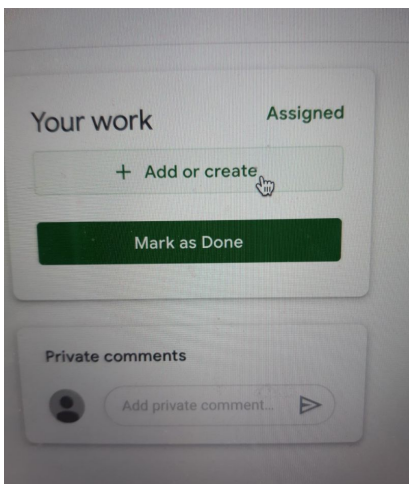 Your work
Assigned
+ Add or create
Mark as Done
Private comments
Add private comment...